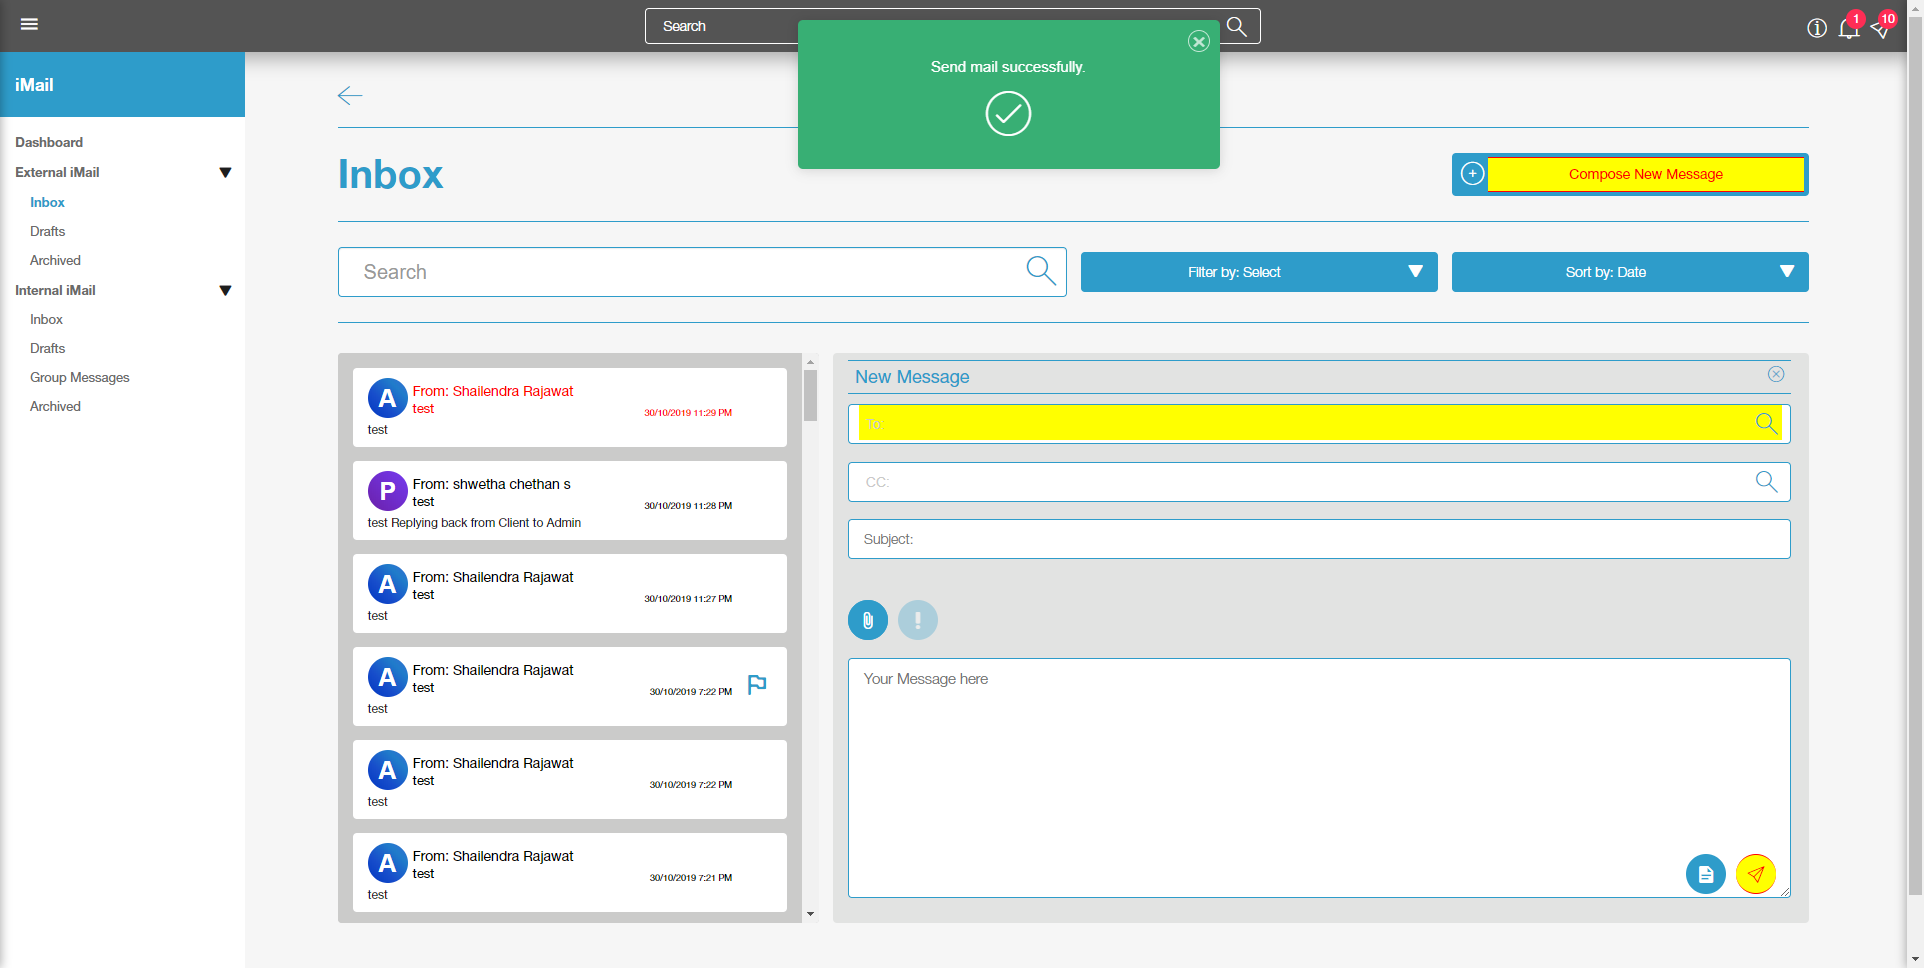 Search
1
10
Send mail successfully.
iMail
Dashboard
External iMail
Inbox
Drafts
Archived
Internal iMail
Inbox
Drafts
Group Messages
Archived
Inbox
+ Compose New Message
Search
Filter by: Select
Sort by: Date
A
From: Shailendra Rajawat
test
30/10/2019 11:29 PM
test
P
From: shwetha chethan s
test
30/10/2019 11:28 PM
test Replying back from Client to Admin
A
From: Shailendra Rajawat
test
30/10/2019 11:27 PM
test
A
From: Shailendra Rajawat
test
30/10/2019 7:22 PM
test
A
From: Shailendra Rajawat
test
30/10/2019 7:22 PM
test
A
From: Shailendra Rajawat
test
30/10/2019 7:21 PM
test
New Message
To:
CC:
Subject:
Your Message here